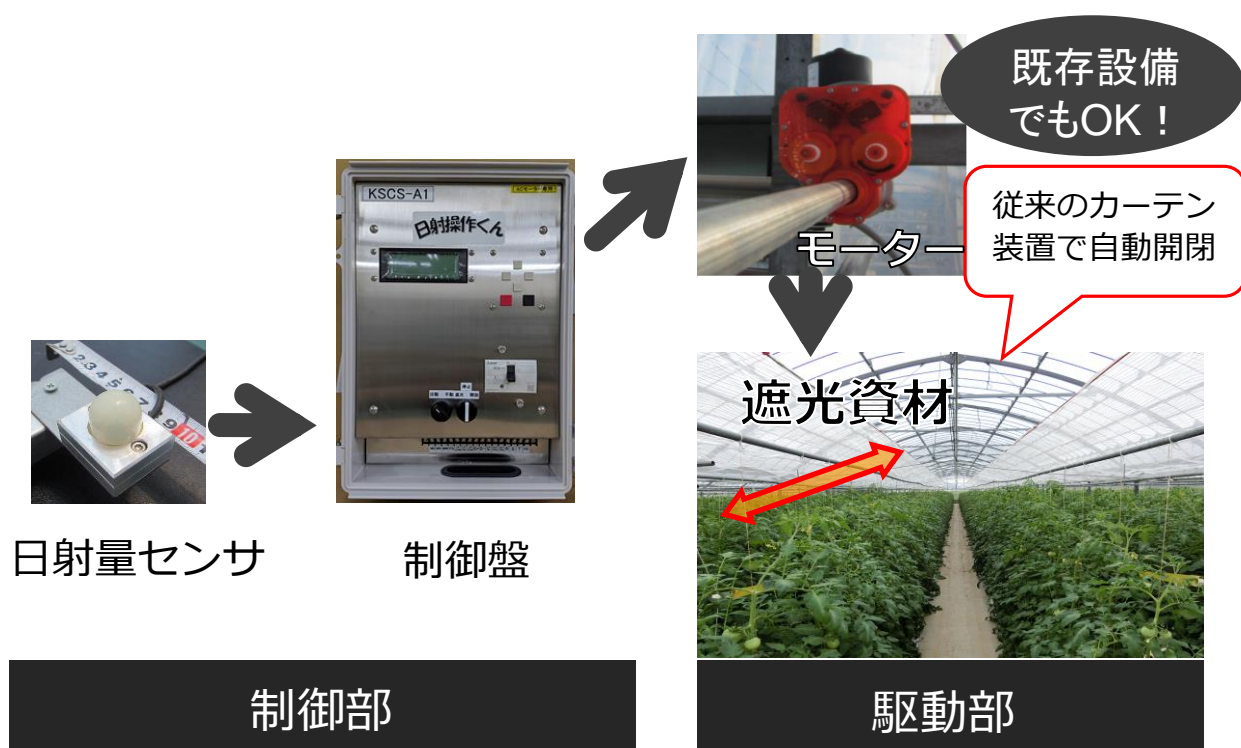 既存設備
でもOK！
従来のカーテン
装置で自動開閉
モーター
KSCS-A1
日射操作くん
遮光資材
日射量センサ
制御盤
制御部
駆動部